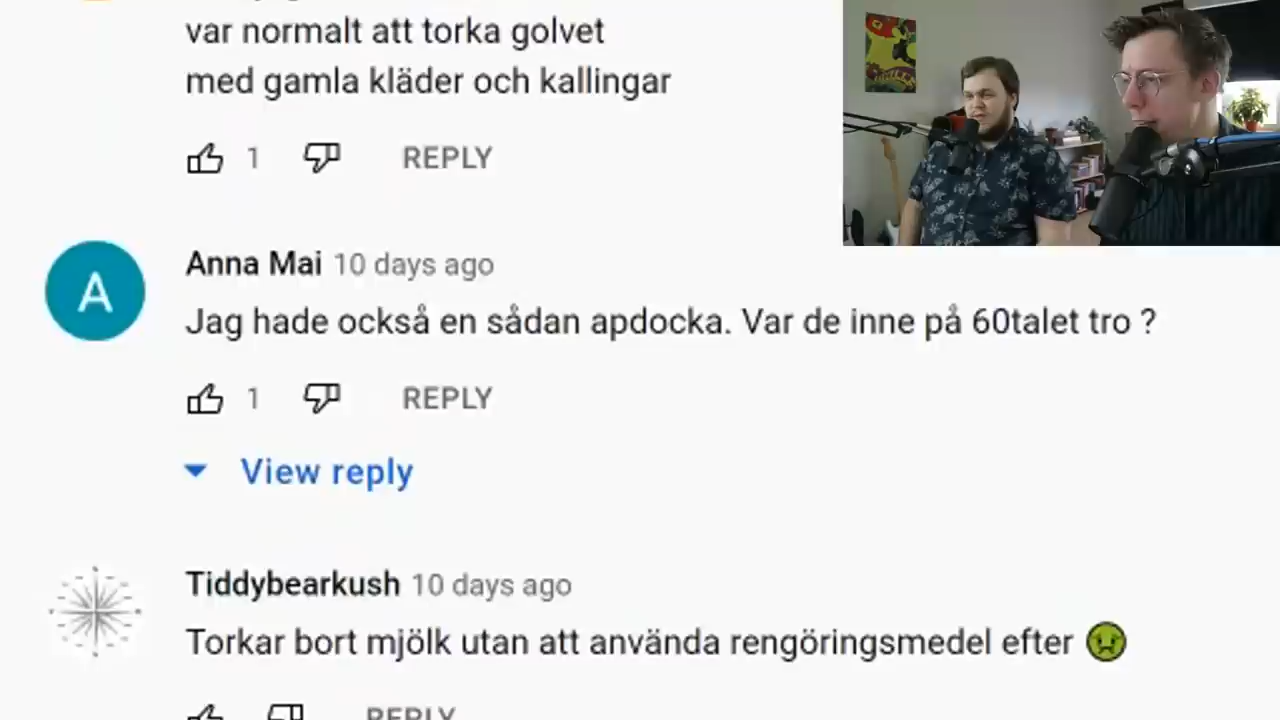 var normalt att torka golvet
med gamla kläder och kallingar
1 REPLY
Anna Mai 10 days ago
A
Jag hade också en sådan apdocka. Var de inne på 60talet tro ?
1 REPLY
View reply
Tiddybearkush 10 days ago
Torkar bort mjölk utan att använda rengöringsmedel efter 🤢
REPLY